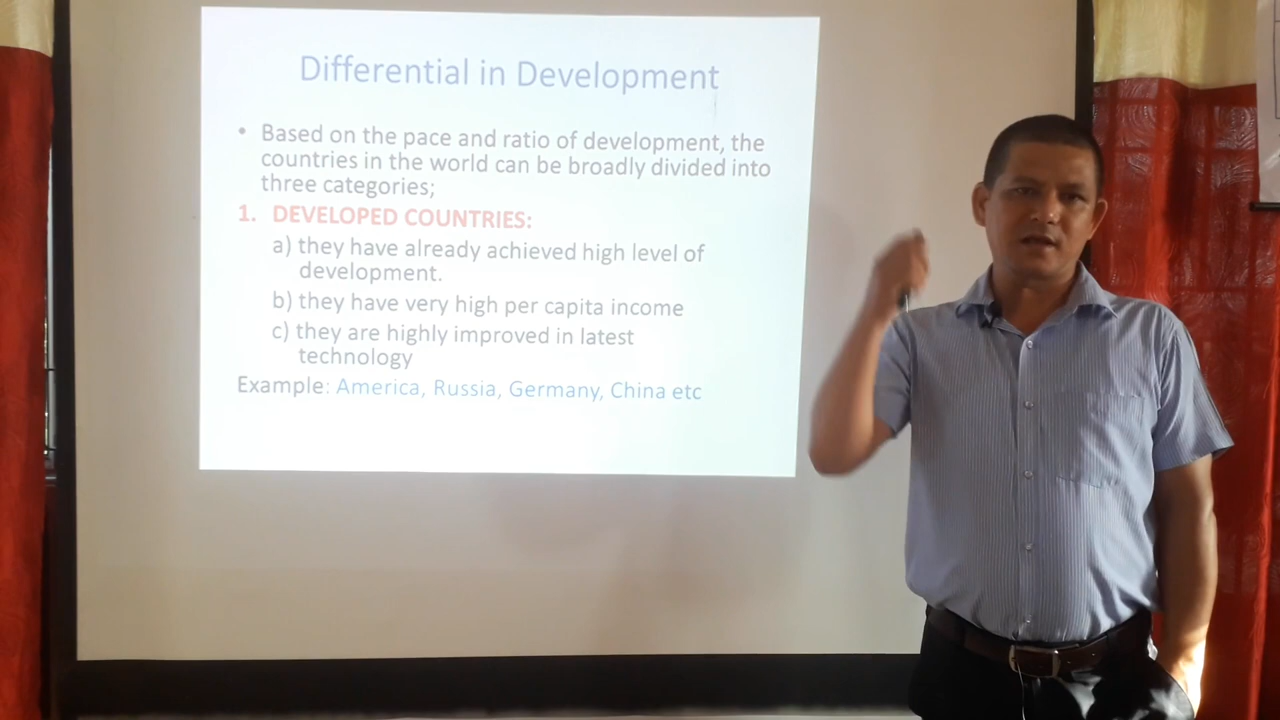 Differential in Development
• Based on the pace and ratio of development, the
countries in the world can be broadly divided into
three categories;
1. DEVELOPED COUNTRIES:
a) they have already achieved high level of
development.
b) they have very high per capita income
c) they are highly improved in latest
technology
Example: America, Russia, Germany, China etc